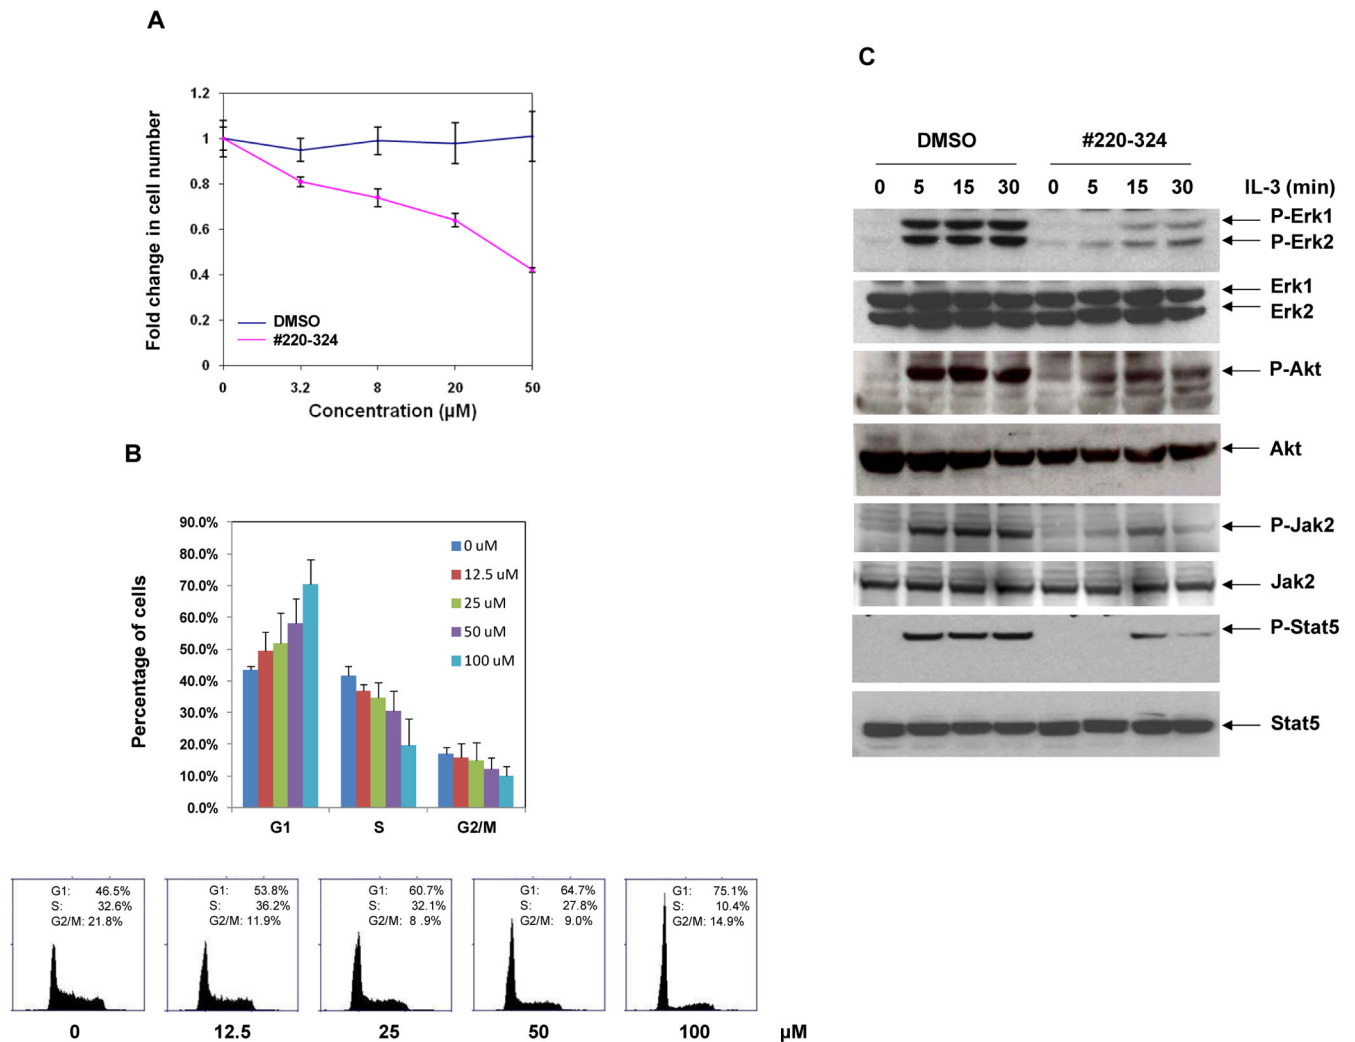 A
1.2
1
0.8
0.6
0.4
0.2
0
Fold change in cell number
DMSO
#220-324
0 3.2 8 20 50
Concentration (µM)
B
90.0%
80.0%
70.0%
60.0%
50.0%
40.0%
30.0%
20.0%
10.0%
0.0%
Percentage of cells
0 uM
12.5 uM
25 uM
50 uM
100 uM
G1 S G2/M
G1: 46.5%
S: 32.6%
G2/M: 21.8%
0
G1: 53.8%
S: 36.2%
G2/M: 11.9%
12.5
G1: 60.7%
S: 32.1%
G2/M: 8 .9%
25
G1: 64.7%
S: 27.8%
G2/M: 9.0%
50
G1: 75.1%
S: 10.4%
G2/M: 14.9%
100
µM
C
DMSO #220-324
0 5 15 30 0 5 15 30 IL-3 (min)
P-Erk1
P-Erk2
Erk1
Erk2
P-Akt
Akt
P-Jak2
Jak2
P-Stat5
Stat5